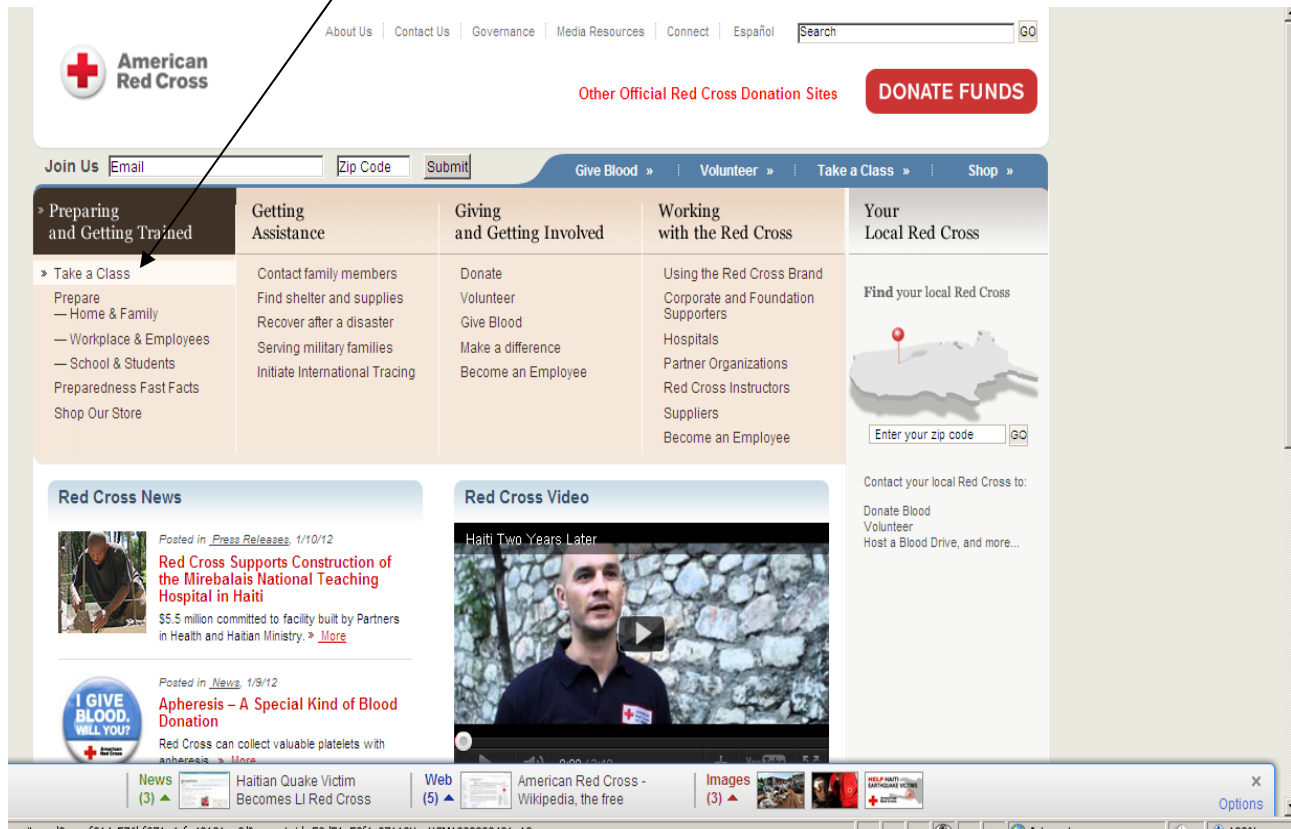 About Us Contact Us Governance Media Resources Connect Español Search GO
American
Red Cross
Other Official Red Cross Donation Sites DONATE FUNDS
Join Us Email Zip Code Submit Give Blood » Volunteer » Take a Class » Shop »
» Preparing
and Getting Trained
» Take a Class
Prepare
— Home & Family
— Workplace & Employees
— School & Students
Preparedness Fast Facts
Shop Our Store
Getting
Assistance
Contact family members
Find shelter and supplies
Recover after a disaster
Serving military families
Initiate International Tracing
Giving
and Getting Involved
Donate
Volunteer
Give Blood
Make a difference
Become an Employee
Working
with the Red Cross
Using the Red Cross Brand
Corporate and Foundation
Supporters
Hospitals
Partner Organizations
Red Cross Instructors
Suppliers
Become an Employee
Your
Local Red Cross
Find your local Red Cross
Enter your zip code GO
Contact your local Red Cross to:
Donate Blood
Volunteer
Host a Blood Drive, and more...
Red Cross News
Posted in Press Releases, 1/10/12
Red Cross Supports Construction of
the Mirebalais National Teaching
Hospital in Haiti
$5.5 million committed to facility built by Partners
in Health and Haitian Ministry. » More
I GIVE
BLOOD.
WILL YOU?
American
Red Cross
Posted in News, 1/9/12
Apheresis – A Special Kind of Blood
Donation
Red Cross can collect valuable platelets with
apheresis. » More
Red Cross Video
Haiti Two Years Later
News
(3)
Haitian Quake Victim
Becomes LI Red Cross
Web
(5)
American Red Cross -
Wikipedia, the free
Images
(3)
HELP HAITI
EARTHQUAKE VICTIMS
×
Options